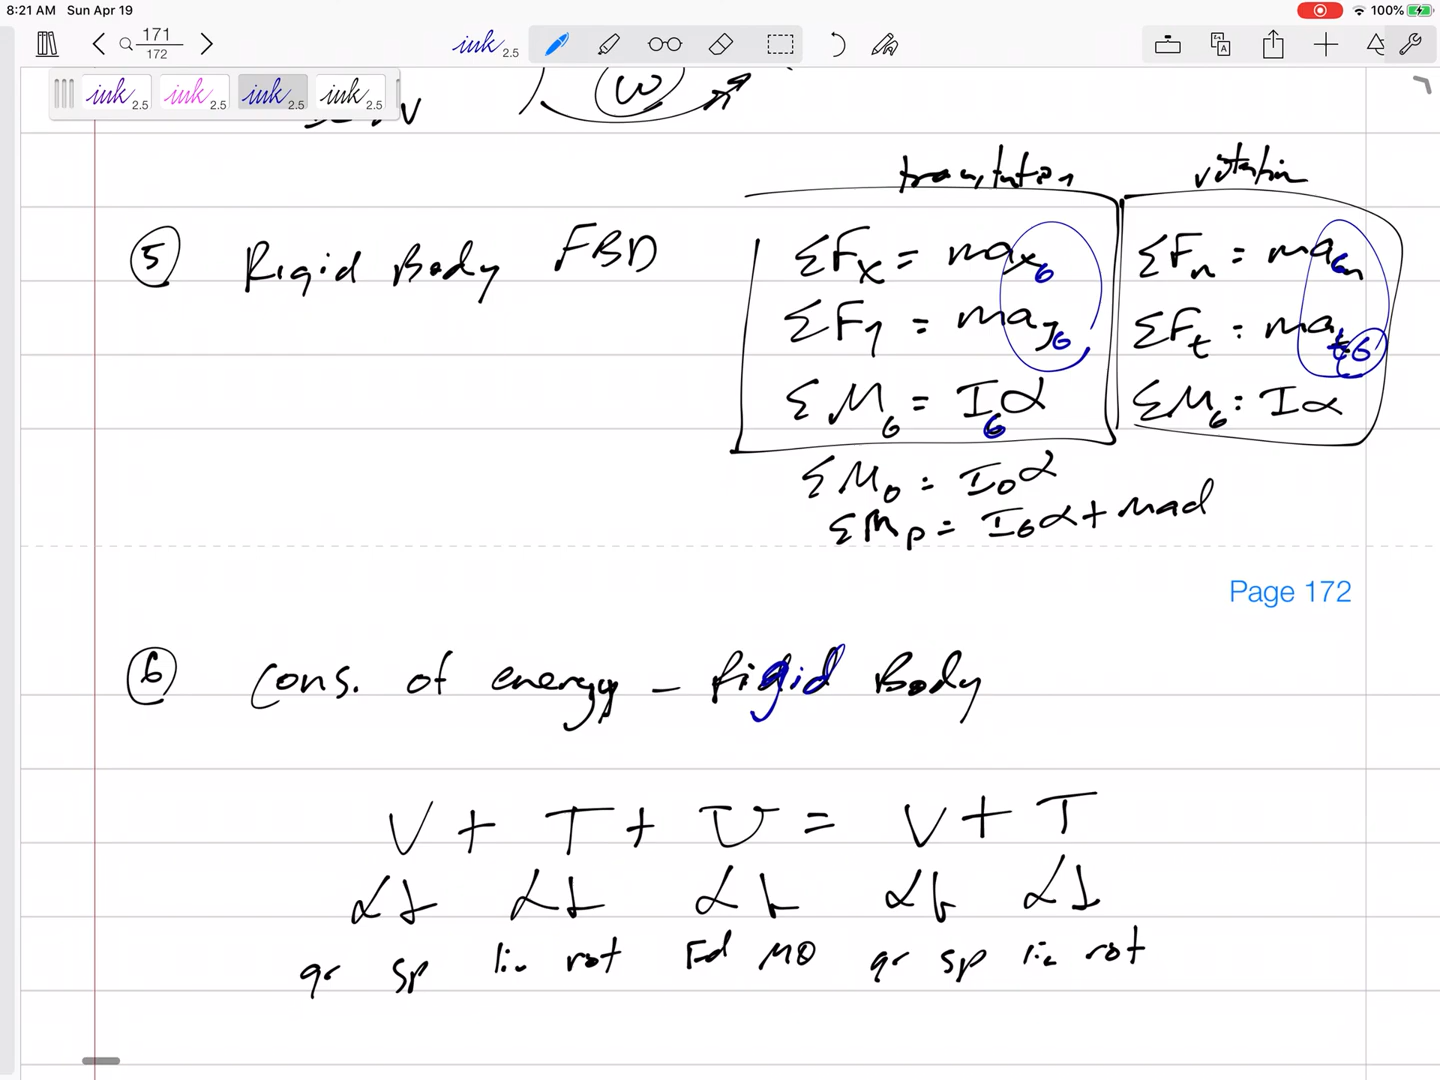 8:21 AM Sun Apr 19
100%
171
172
ink 2.5
ink 2.5 ink 2.5 ink 2.5 ink 2.5
ω
translation rotation
⑤ Rigid Body FBD
ΣFx = maxG ΣFn = maGn
ΣFy = mayG ΣFt = matG
ΣMG = IGα ΣMG = Iα
ΣMO = IOα
ΣMP = IGα + mad
Page 172
⑥ Cons. of energy - Rigid Body
V + T + U = V + T
gr sp lin rot Fd Mθ gr sp lin rot